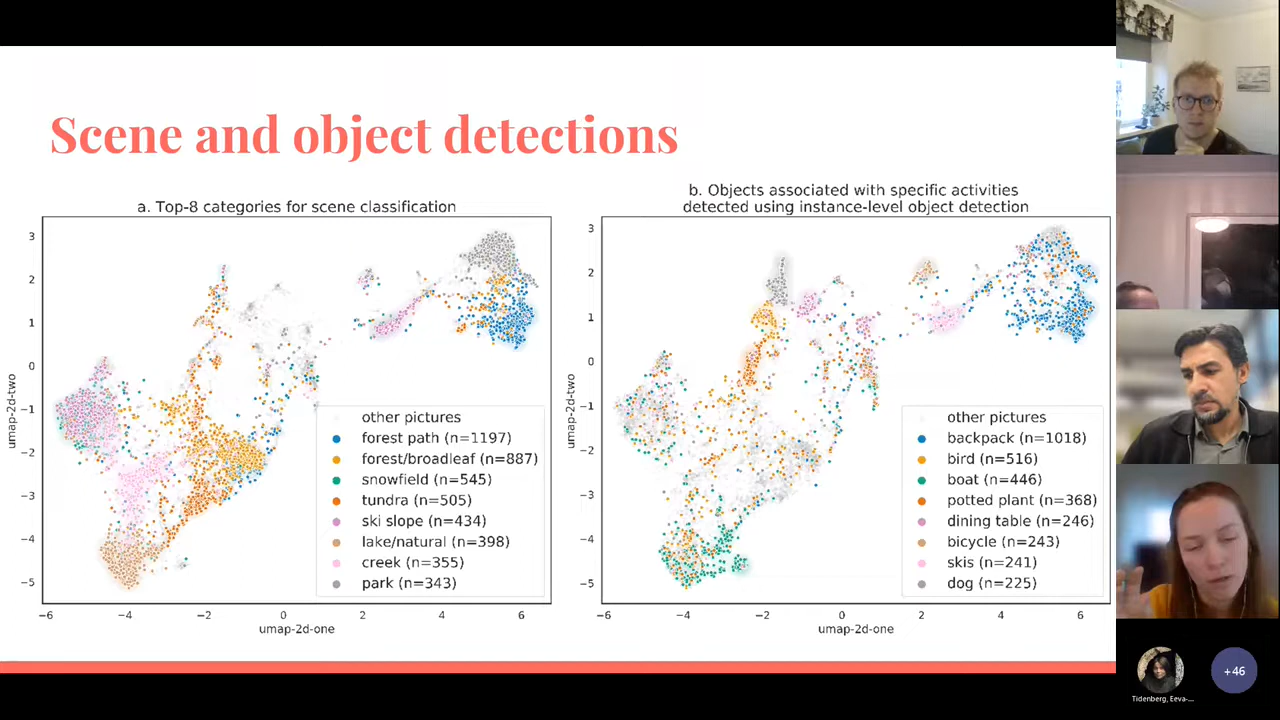 Scene and object detections
a. Top-8 categories for scene classification
3
2
1
0
−1
−2
−3
−4
−5
umap-2d-two
−6
−4
−2
0
2
4
6
umap-2d-one
other pictures
forest path (n=1197)
forest/broadleaf (n=887)
snowfield (n=545)
tundra (n=505)
ski slope (n=434)
lake/natural (n=398)
creek (n=355)
park (n=343)
b. Objects associated with specific activities
detected using instance-level object detection
3
2
1
0
−1
−2
−3
−4
−5
umap-2d-two
−6
−4
−2
0
2
4
6
umap-2d-one
other pictures
backpack (n=1018)
bird (n=516)
boat (n=446)
potted plant (n=368)
dining table (n=246)
bicycle (n=243)
skis (n=241)
dog (n=225)
Tidenberg, Eeva-...
+46